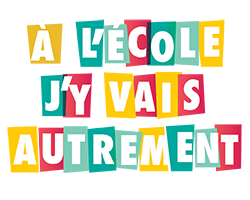 À L'ÉCOLE
J'Y VAIS
AUTREMENT